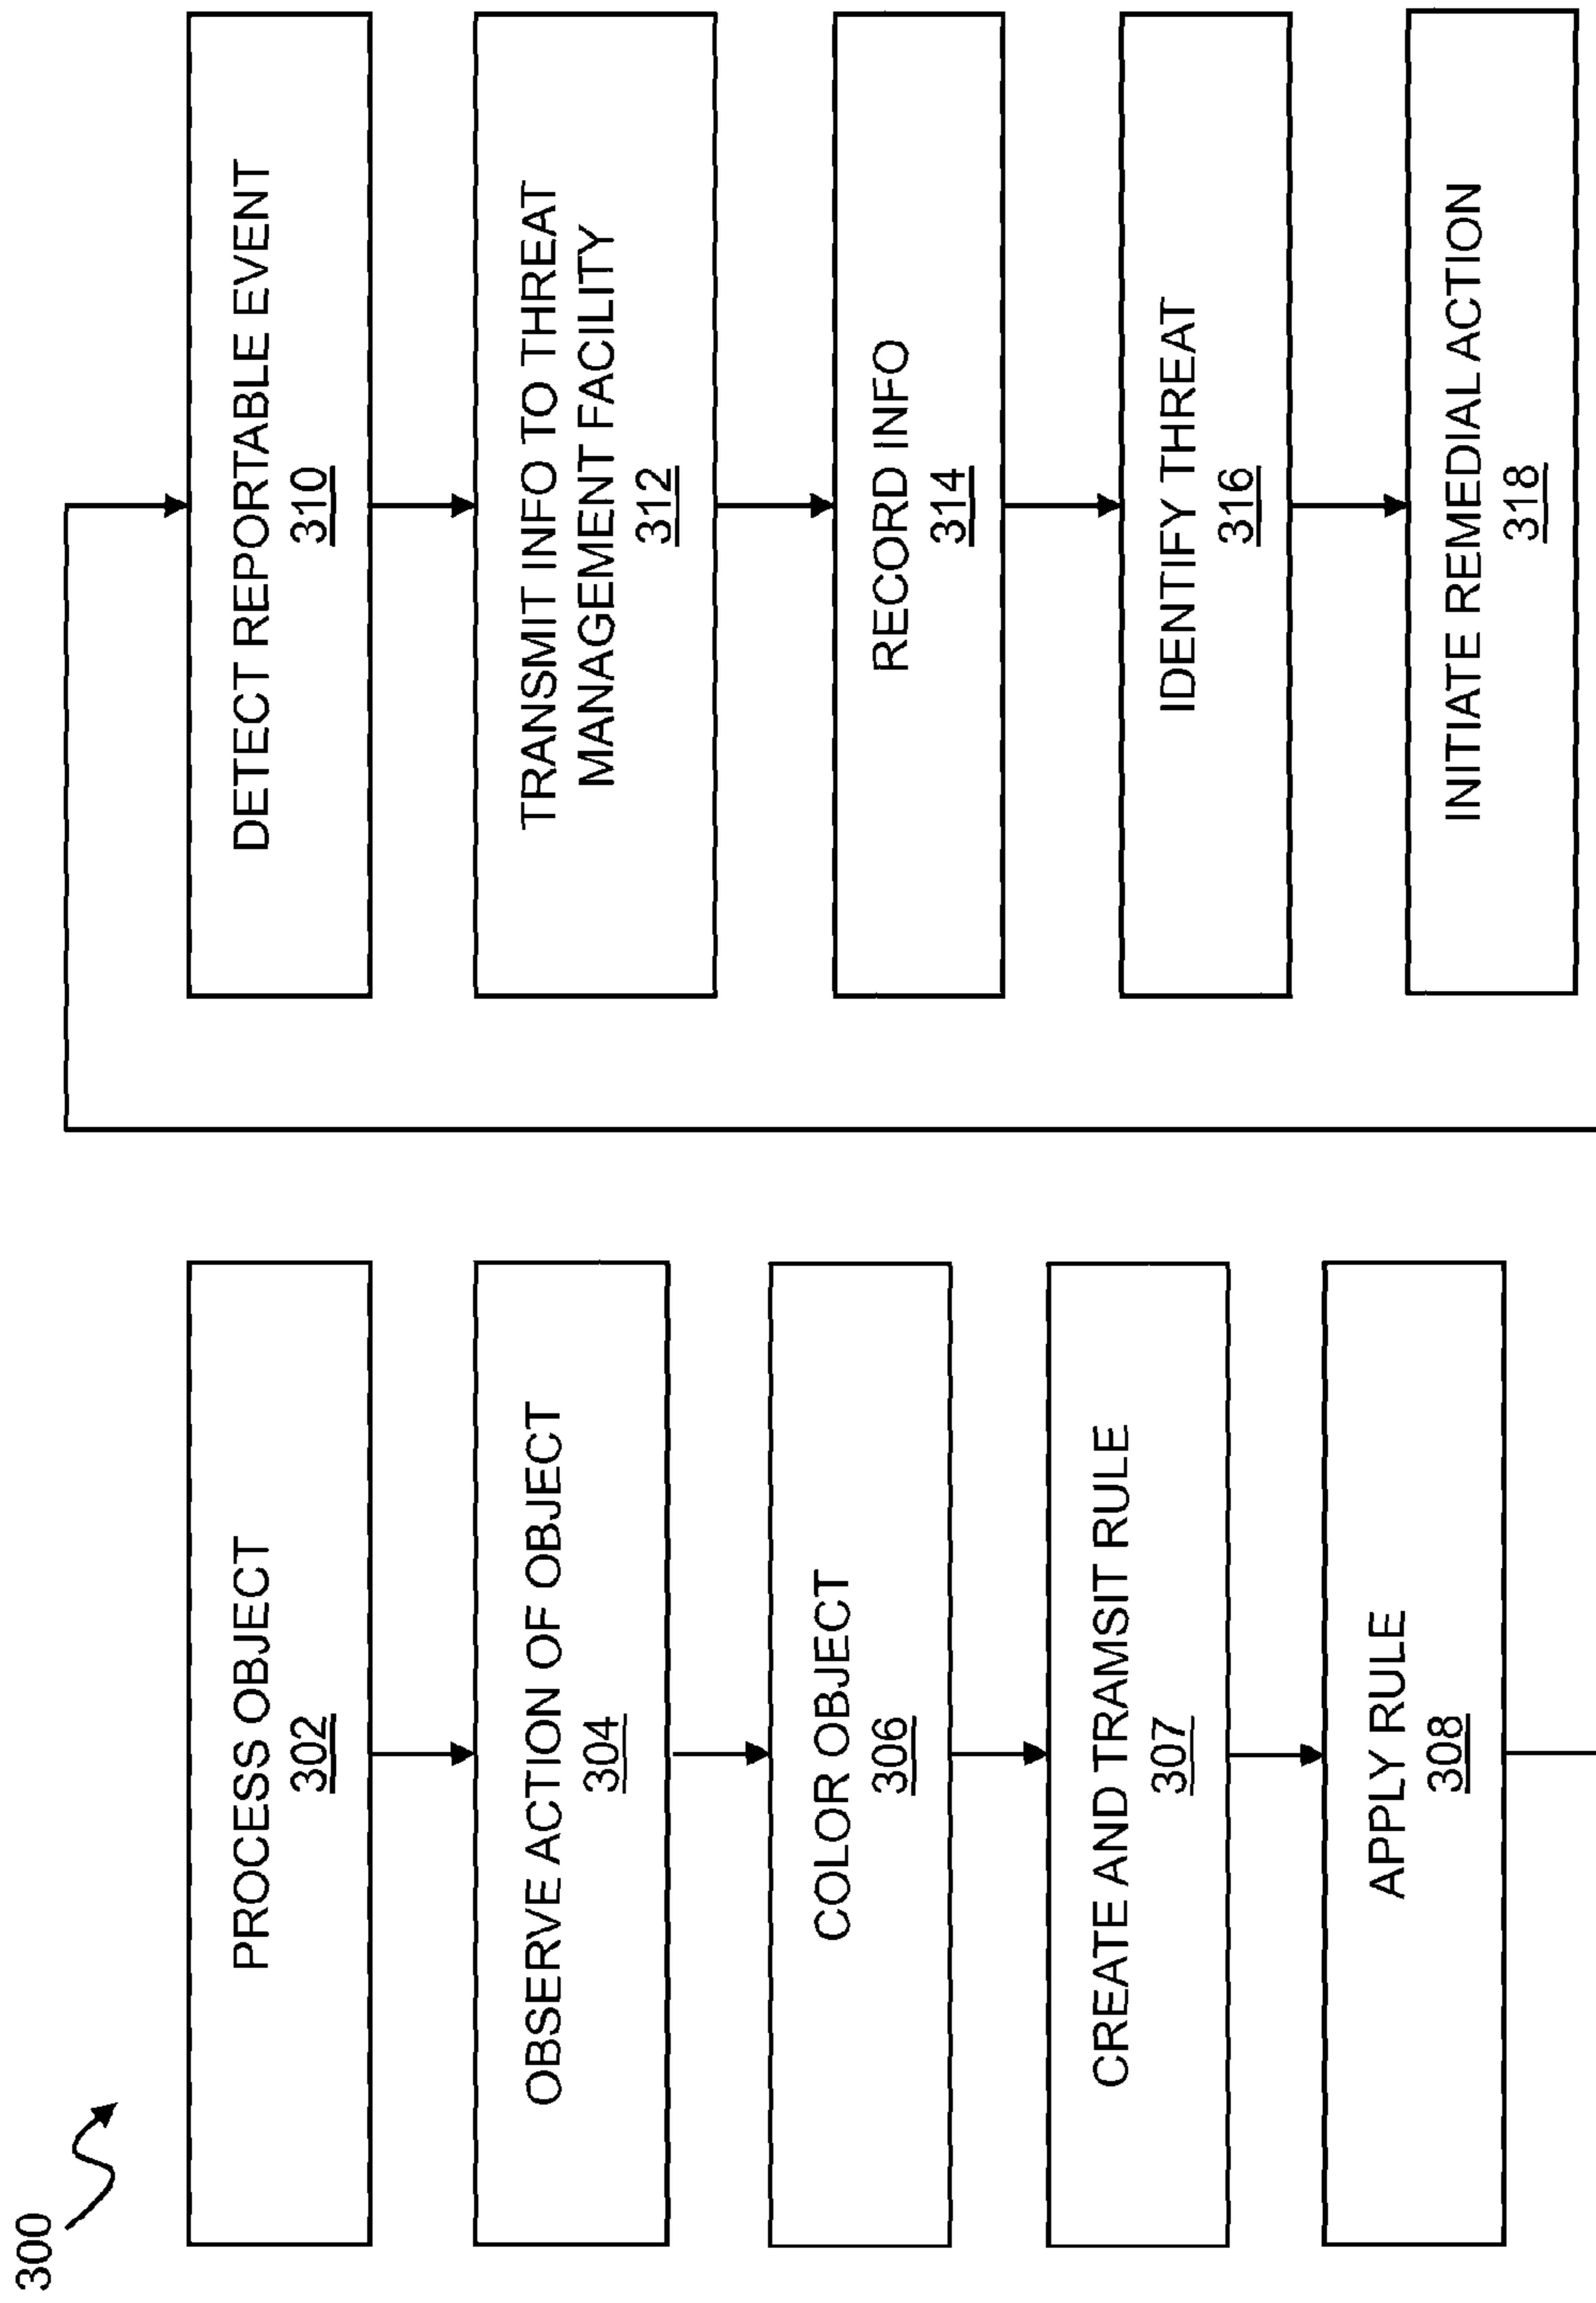 300
PROCESS OBJECT
302
OBSERVE ACTION OF OBJECT
304
COLOR OBJECT
306
CREATE AND TRAMSIT RULE
307
APPLY RULE
308
DETECT REPORTABLE EVENT
310
TRANSMIT INFO TO THREAT
MANAGEMENT FACILITY
312
RECORD INFO
314
IDENTIFY THREAT
316
INITIATE REMEDIAL ACTION
318